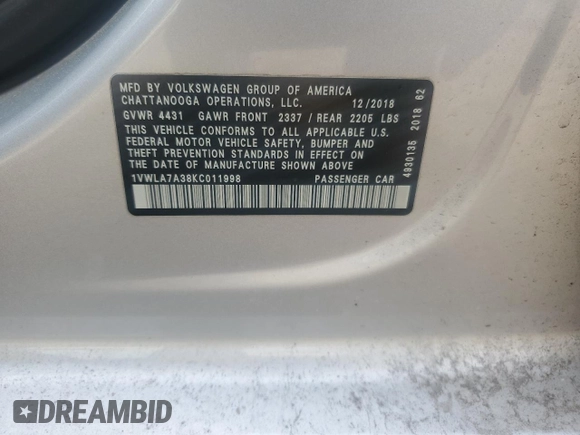 MFD BY VOLKSWAGEN GROUP OF AMERICA
CHATTANOOGA OPERATIONS, LLC. 12/2018
GVWR 4431 GAWR FRONT 2337 / REAR 2205 LBS
THIS VEHICLE CONFORMS TO ALL APPLICABLE U.S.
FEDERAL MOTOR VEHICLE SAFETY, BUMPER AND
THEFT PREVENTION STANDARDS IN EFFECT ON
THE DATE OF MANUFACTURE SHOWN ABOVE
1VWLA7A38KC011998 PASSENGER CAR
4930135 2018 62
DREAMBID